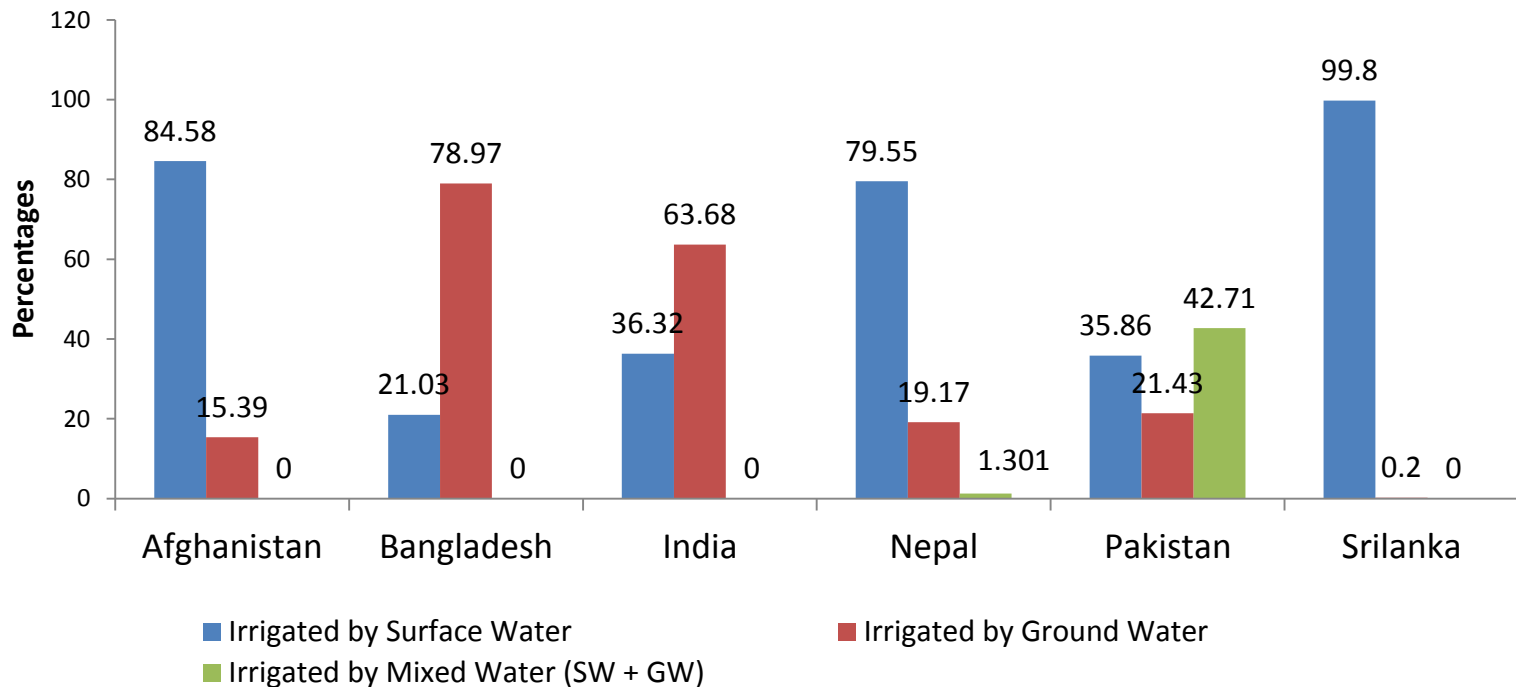 Percentages
120
100
80
60
40
20
0
84.58
15.39
0
21.03
78.97
0
36.32
63.68
0
79.55
19.17
1.301
35.86
21.43
42.71
99.8
0.2
0
Afghanistan
Bangladesh
India
Nepal
Pakistan
Srilanka
Irrigated by Surface Water
Irrigated by Ground Water
Irrigated by Mixed Water (SW + GW)